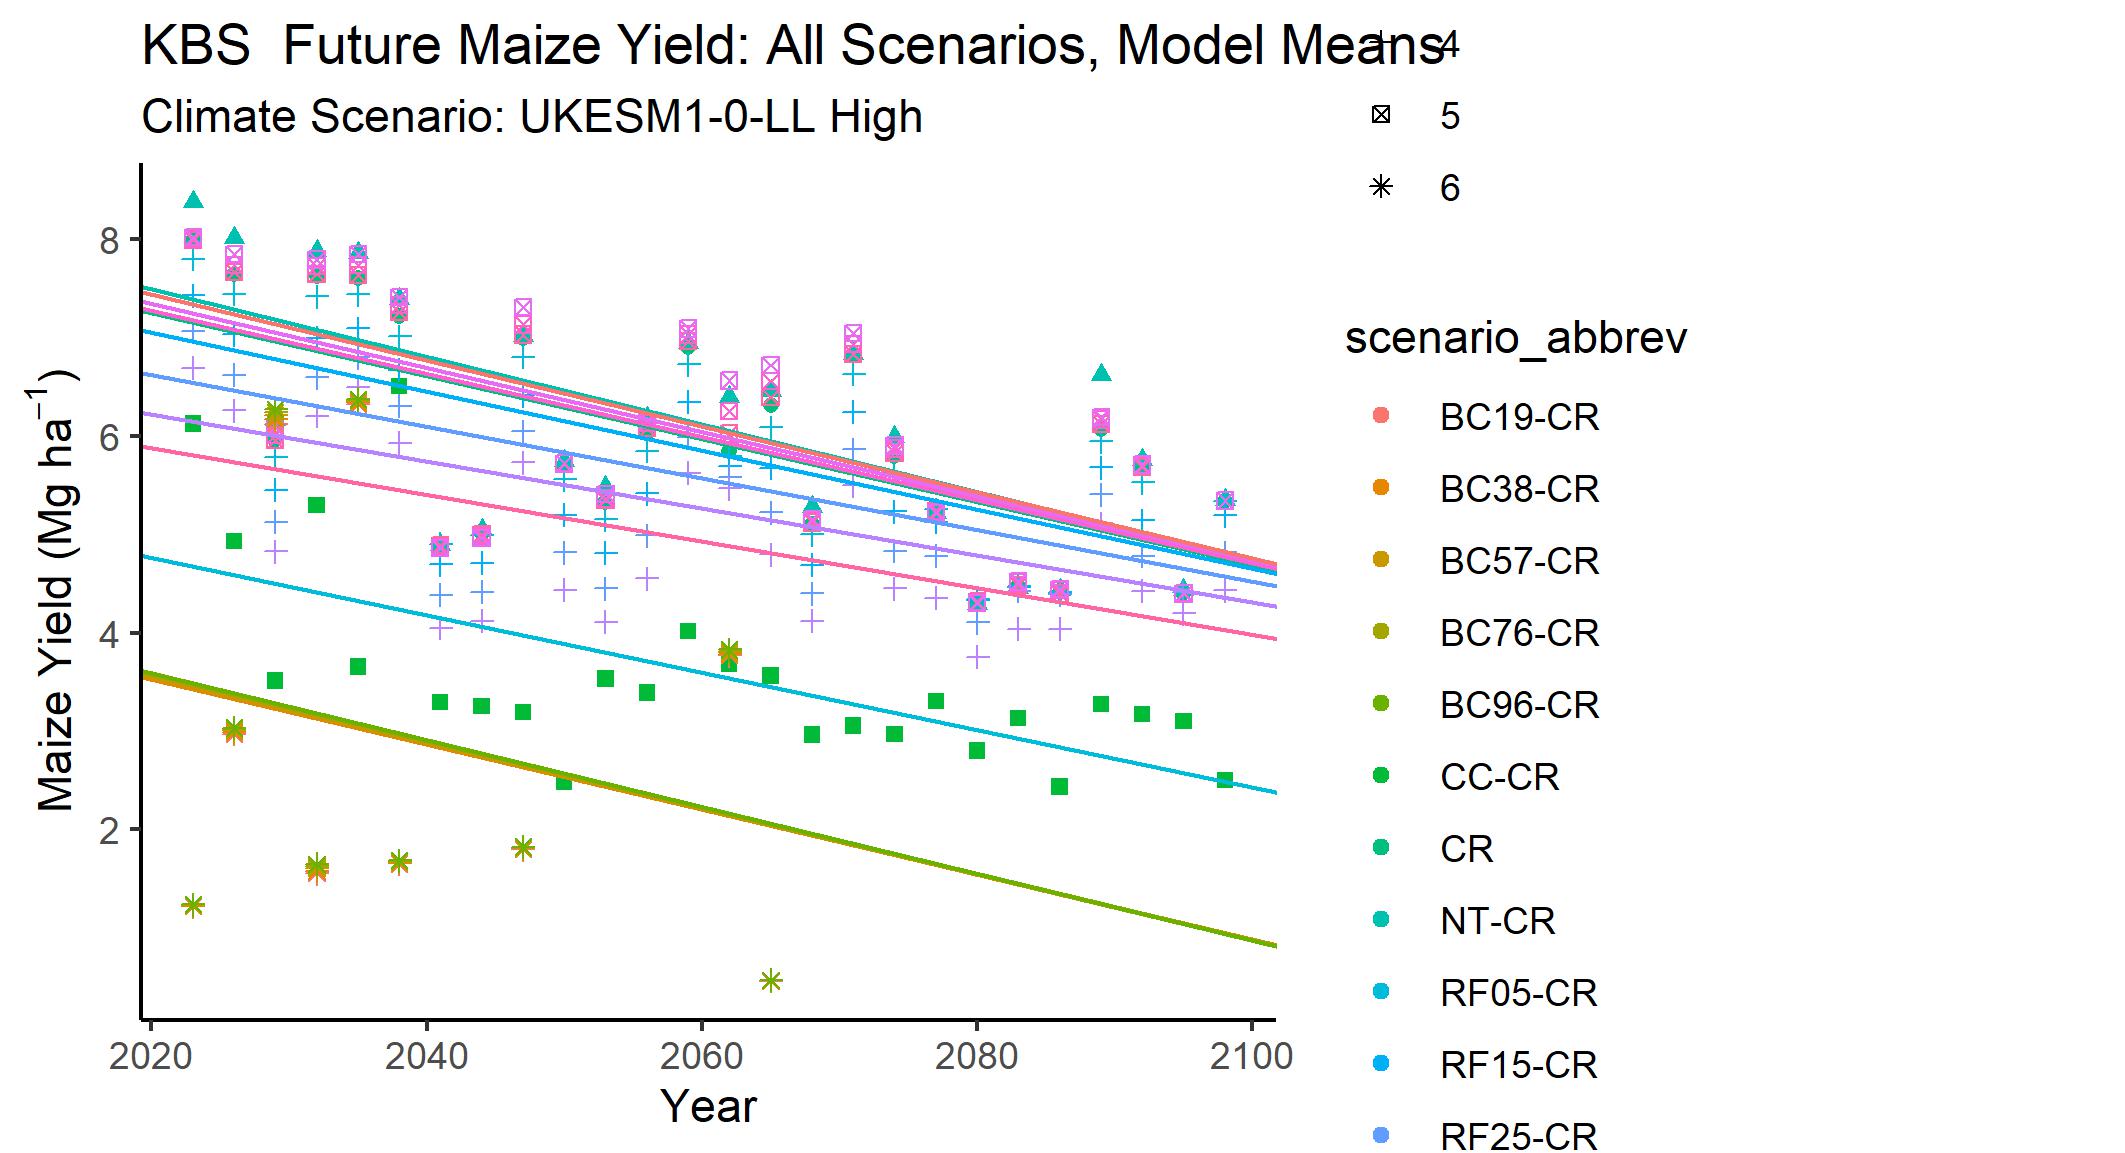 KBS  Future Maize Yield: All Scenarios, Model Means
Climate Scenario: UKESM1-0-LL High
4
5
6
8
6
4
2
Maize Yield (Mg ha⁻¹)
2020 2040 2060 2080 2100
Year
scenario_abbrev
BC19-CR
BC38-CR
BC57-CR
BC76-CR
BC96-CR
CC-CR
CR
NT-CR
RF05-CR
RF15-CR
RF25-CR